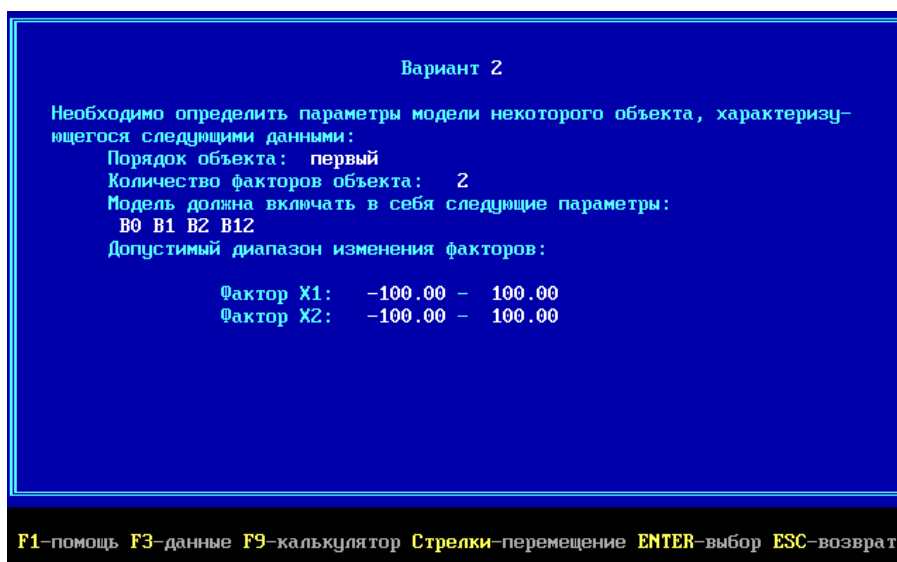 Вариант 2
Необходимо определить параметры модели некоторого объекта, характеризу-
ющегося следующими данными:
Порядок объекта: первый
Количество факторов объекта: 2
Модель должна включать в себя следующие параметры:
B0 B1 B2 B12
Допустимый диапазон изменения факторов:
Фактор X1: -100.00 - 100.00
Фактор X2: -100.00 - 100.00
F1-помощь F3-данные F9-калькулятор Стрелки-перемещение ENTER-выбор ESC-возврат